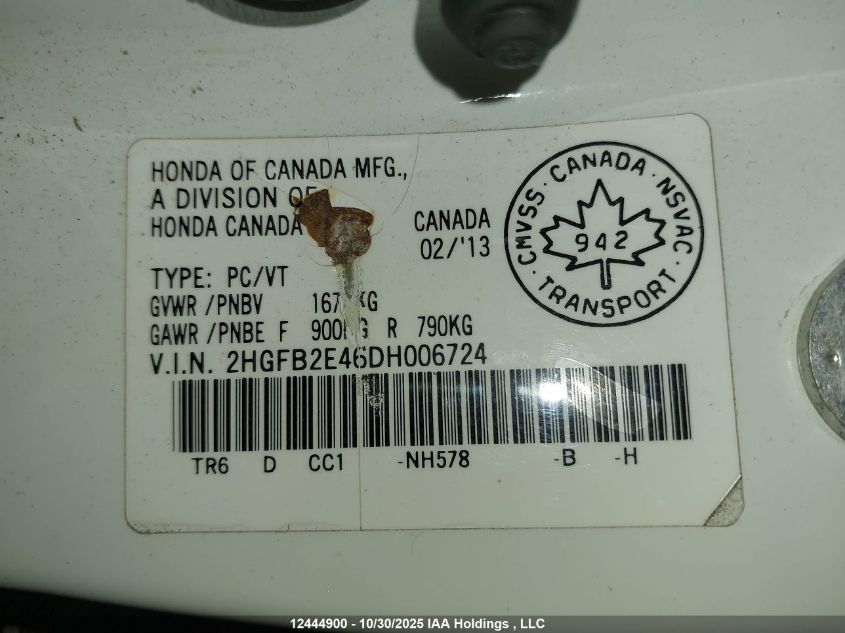 HONDA OF CANADA MFG.,
A DIVISION OF
HONDA CANADA
CANADA
02/'13
CMVSS · CANADA · NSVAC ·
942
TRANSPORT
TYPE: PC/VT
GVWR /PNBV
GAWR /PNBE F 900KG R 790KG
V.I.N. 2HGFB2E46DH006724
TR6 D CC1 -NH578 -B -H
12444900 - 10/30/2025 IAA Holdings , LLC